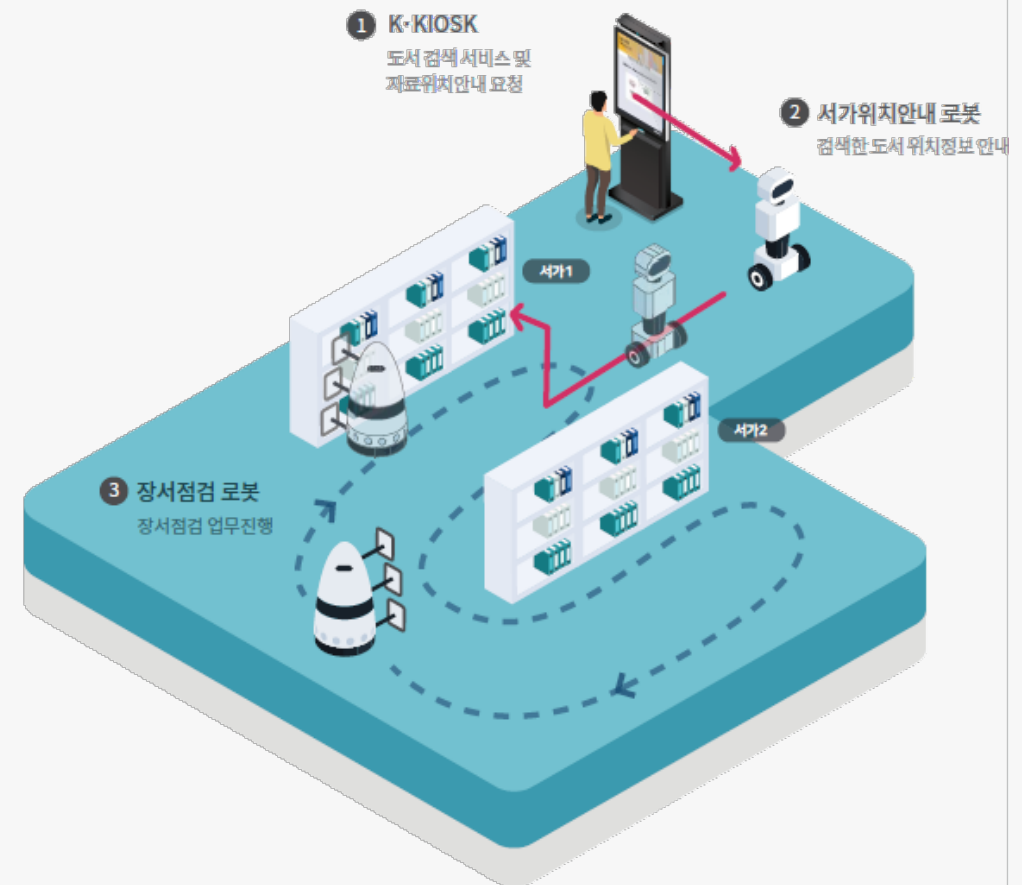 1 K-KIOSK
도서 검색 서비스 및
자료위치안내 요청
2 서가위치안내 로봇
검색한 도서 위치정보 안내
서가1
서가2
3 장서점검 로봇
장서점검 업무진행